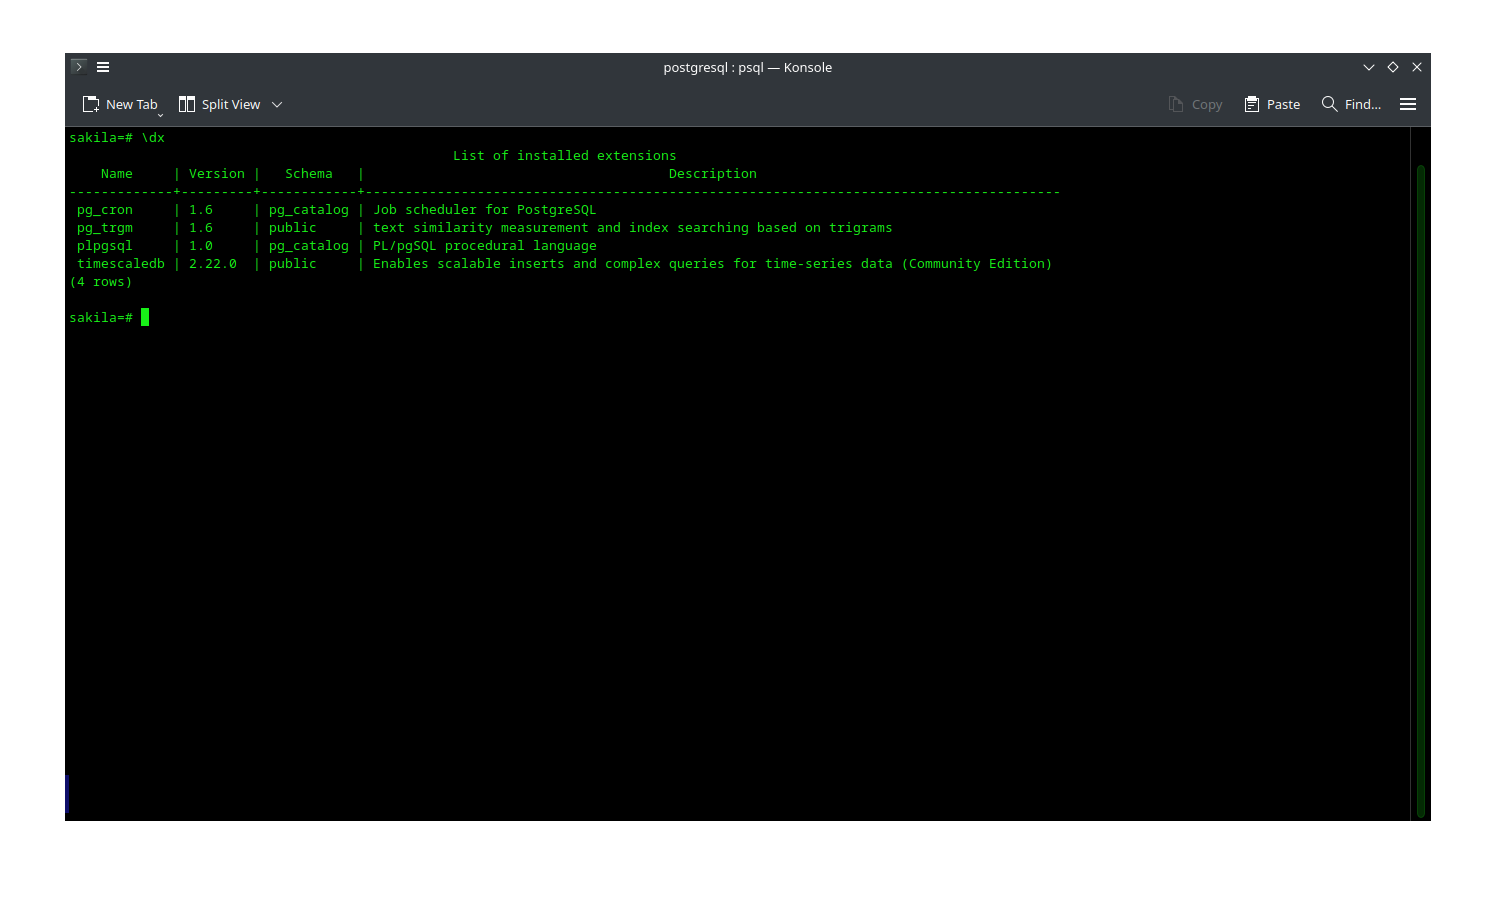 postgresql : psql — Konsole
New Tab Split View Copy Paste Find...
sakila=# \dx
                                                List of installed extensions
    Name     | Version |   Schema   |                                      Description
-------------+---------+------------+---------------------------------------------------------------------------------------
 pg_cron     | 1.6     | pg_catalog | Job scheduler for PostgreSQL
 pg_trgm     | 1.6     | public     | text similarity measurement and index searching based on trigrams
 plpgsql     | 1.0     | pg_catalog | PL/pgSQL procedural language
 timescaledb | 2.22.0  | public     | Enables scalable inserts and complex queries for time-series data (Community Edition)
(4 rows)
sakila=#